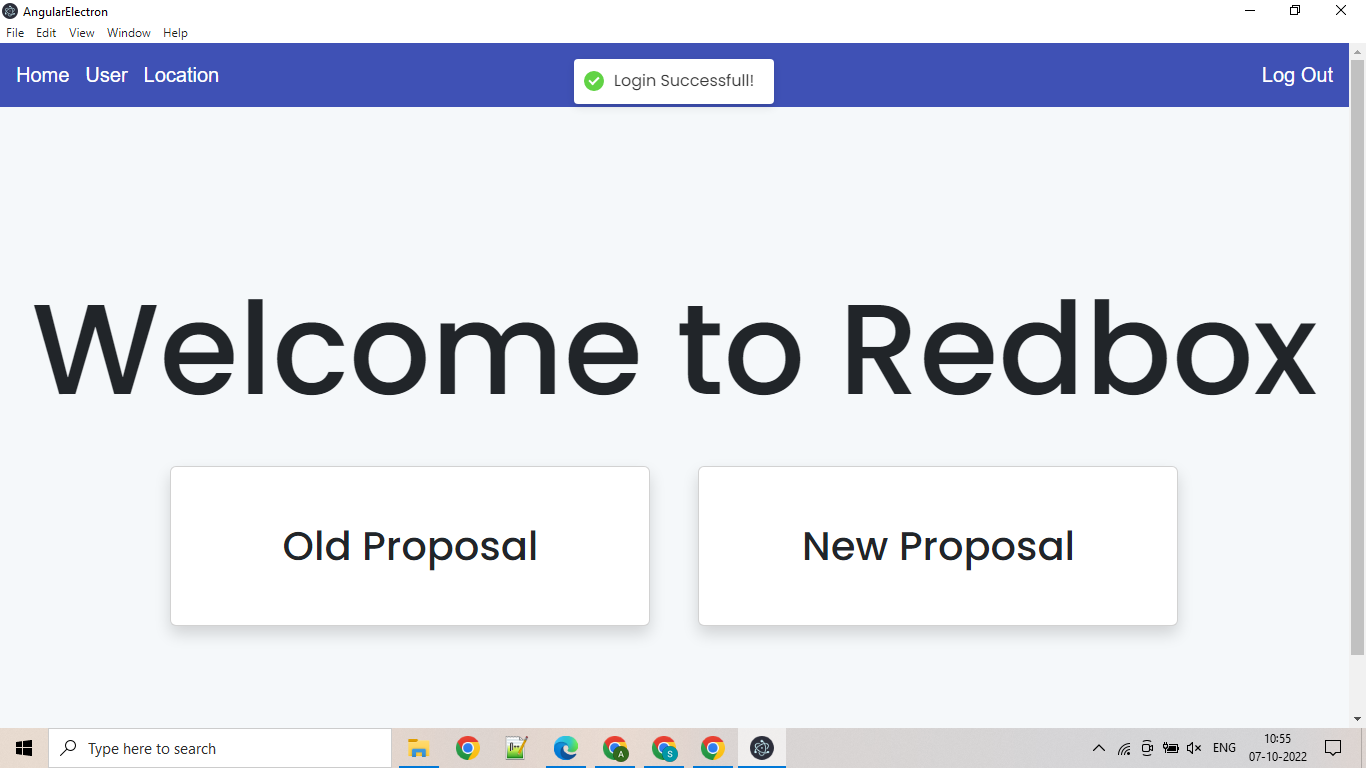 AngularElectron
File Edit View Window Help
Home User Location
Login Successfull!
Log Out
Welcome to Redbox
Old Proposal
New Proposal
Type here to search
A
S
ENG
10:55
07-10-2022